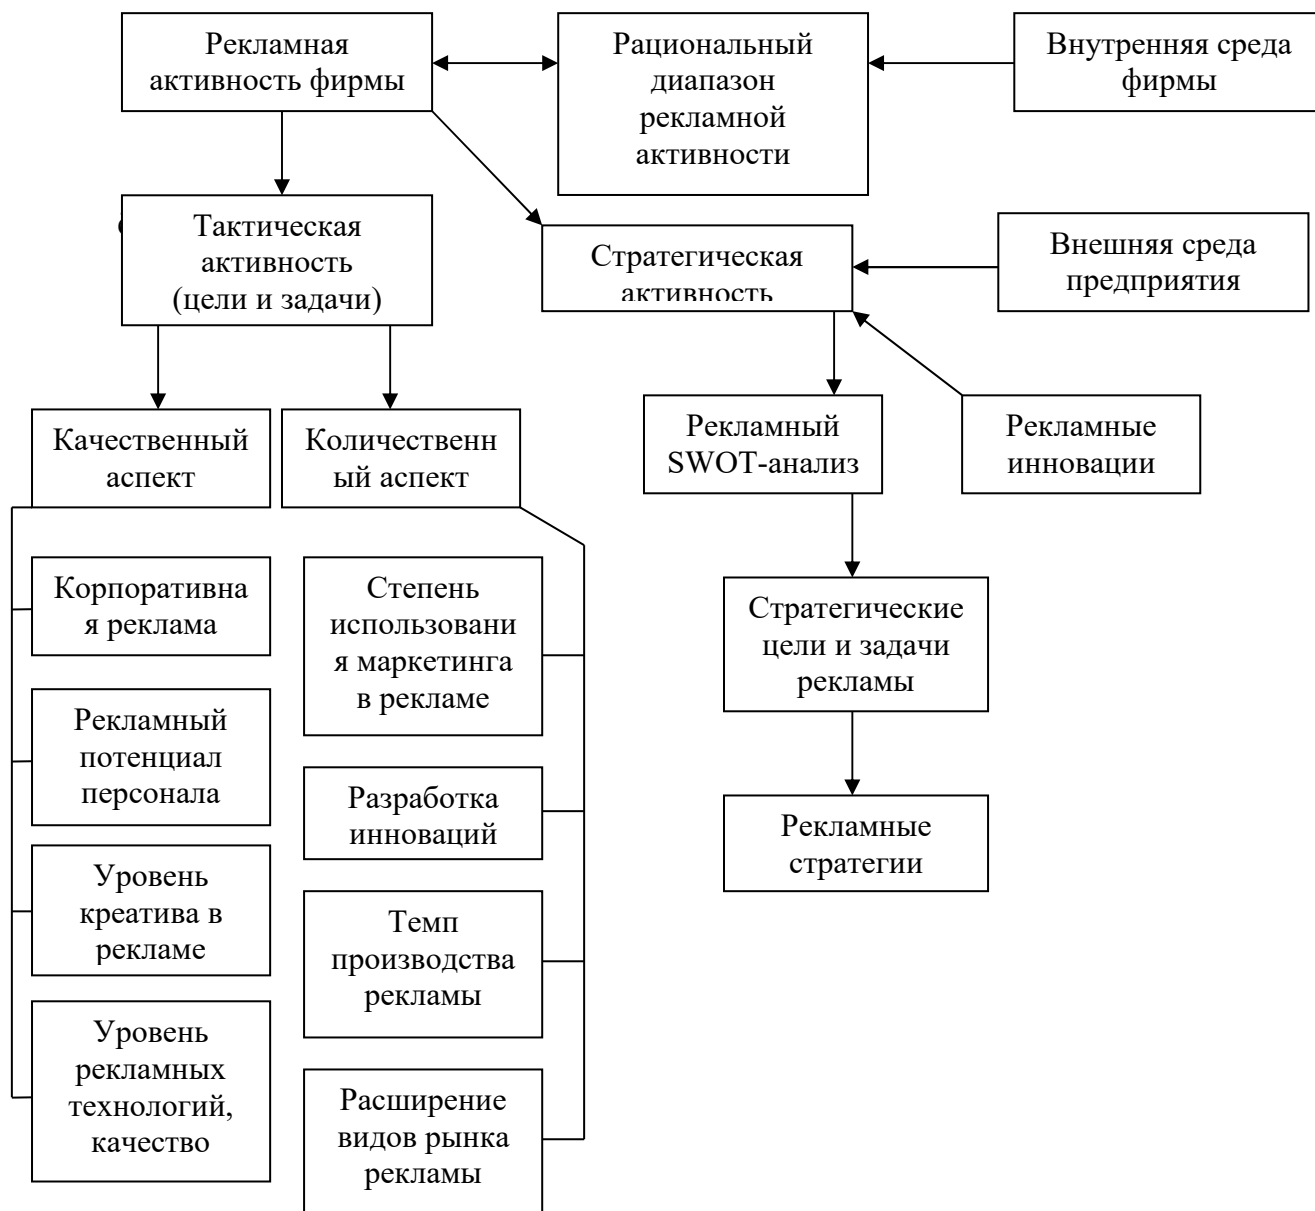 Рекламная
активность фирмы
Рациональный
диапазон
рекламной
активности
Внутренняя среда
фирмы
Тактическая
активность
(цели и задачи)
Стратегическая
активность
Внешняя среда
предприятия
Качественный
аспект
Количественн
ый аспект
Рекламный
SWOT-анализ
Рекламные
инновации
Корпоративна
я реклама
Степень
использовани
я маркетинга
в рекламе
Стратегические
цели и задачи
рекламы
Рекламный
потенциал
персонала
Разработка
инноваций
Рекламные
стратегии
Уровень
креатива в
рекламе
Темп
производства
рекламы
Уровень
рекламных
технологий,
качество
Расширение
видов рынка
рекламы